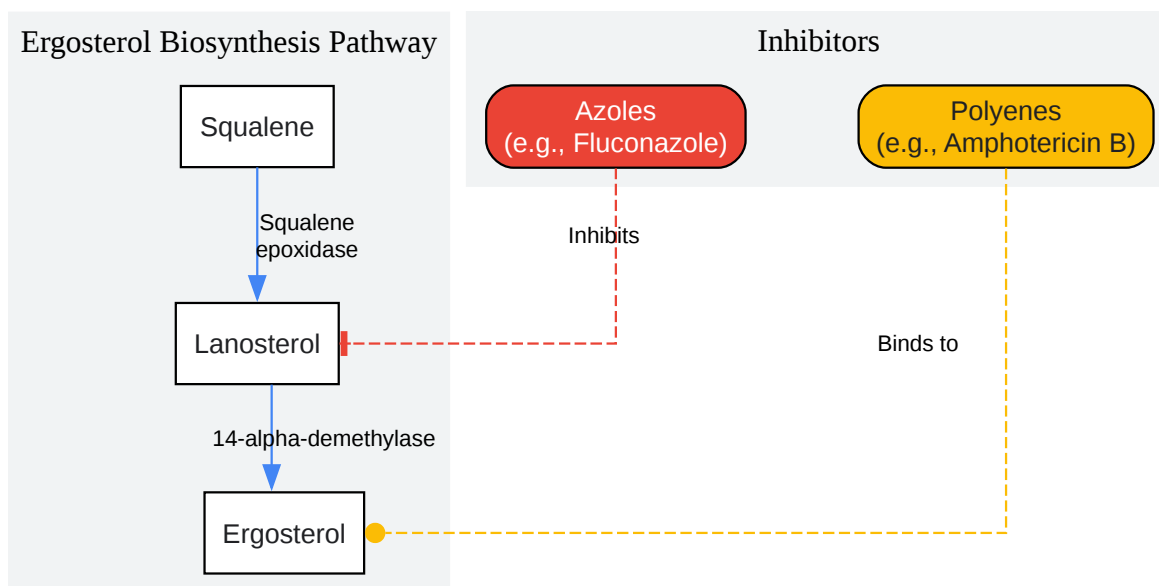 Ergosterol Biosynthesis Pathway
Squalene
Squalene
epoxidase
Lanosterol
14-alpha-demethylase
Ergosterol
Inhibitors
Azoles
(e.g., Fluconazole)
Polyenes
(e.g., Amphotericin B)
Inhibits
Binds to